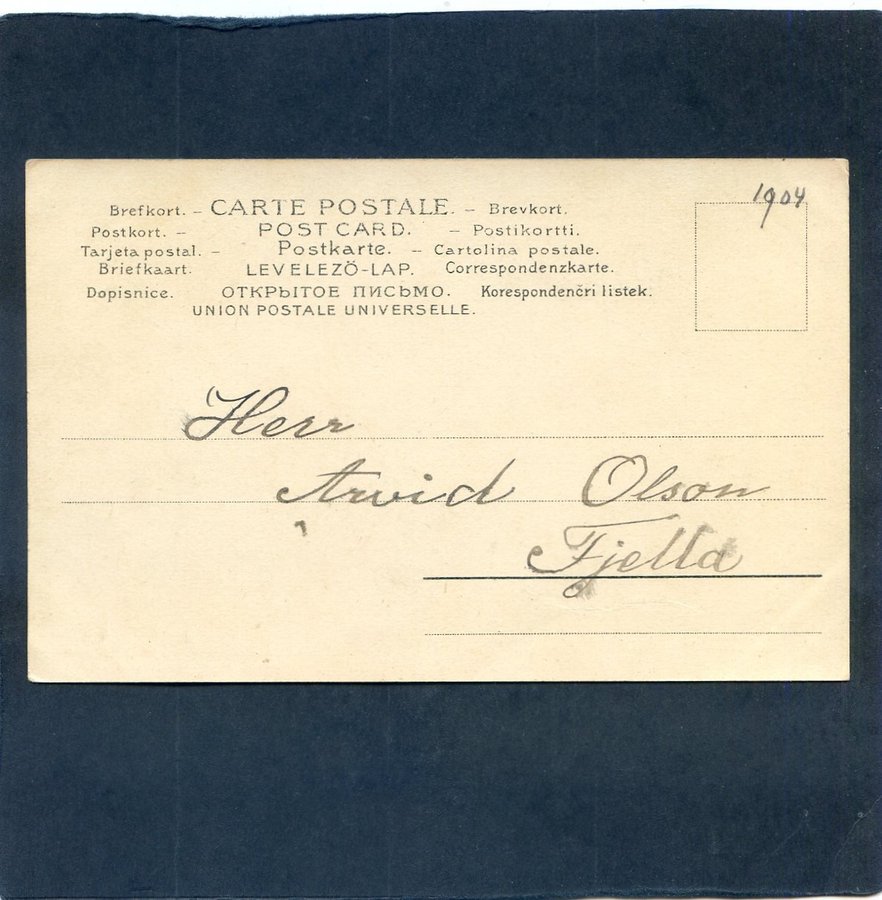 1904
Brefkort. – CARTE POSTALE. – Brevkort.
Postkort. – POST CARD. – Postikortti.
Tarjeta postal. – Postkarte. – Cartolina postale.
Briefkaart. LEVELEZÖ-LAP. Correspondenzkarte.
Dopisnice. ОТКРЫТОЕ ПИСЬМО. Korespondenčri listek.
UNION POSTALE UNIVERSELLE.
Herr
Arvid Olson
Fjella